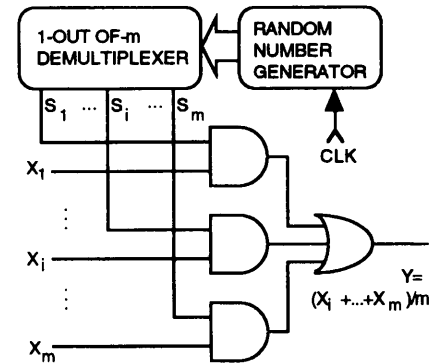 1-OUT OF-m
DEMULTIPLEXER
RANDOM
NUMBER
GENERATOR
S1 ... Si ... Sm
CLK
X1
Xi
Xm
Y=
(Xi +...+Xm)/m